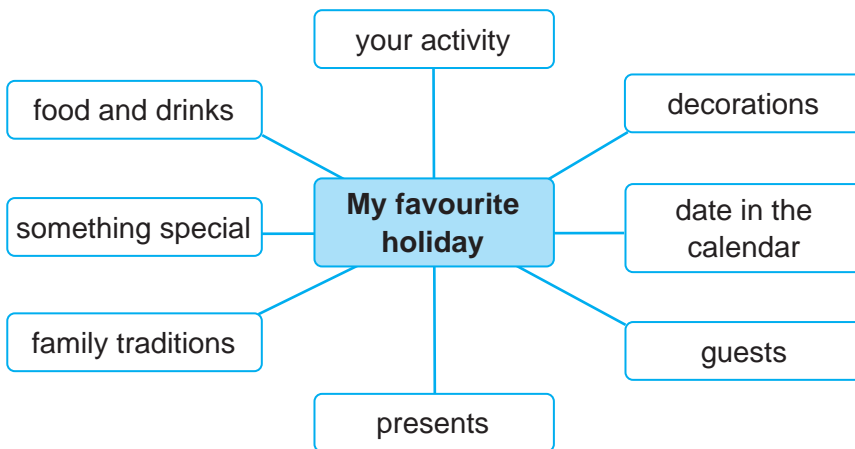 your activity
food and drinks
decorations
My favourite
holiday
something special
date in the
calendar
family traditions
guests
presents